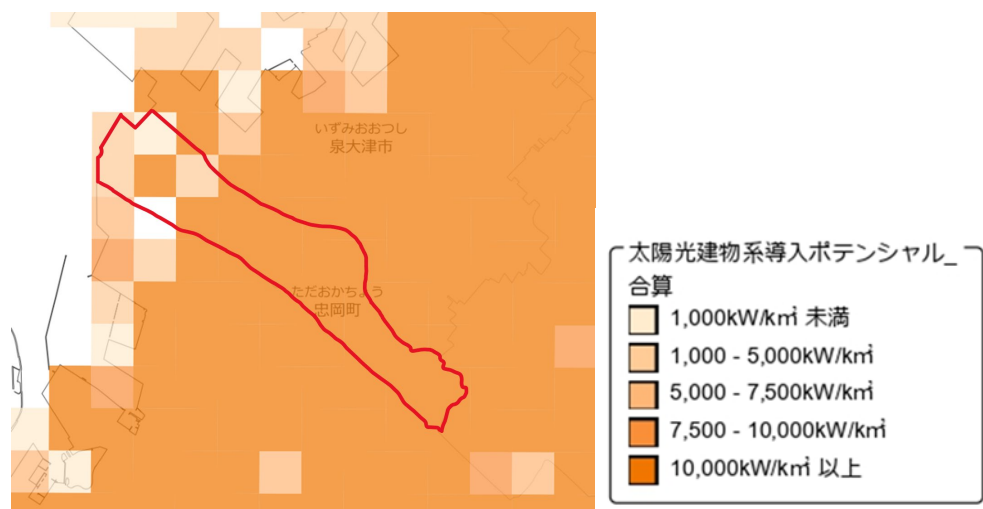 いずみおおつし
泉大津市
ただおかちょう
忠岡町
太陽光建物系導入ポテンシャル_
合算
1,000kW/k㎡ 未満
1,000 - 5,000kW/k㎡
5,000 - 7,500kW/k㎡
7,500 - 10,000kW/k㎡
10,000kW/k㎡ 以上